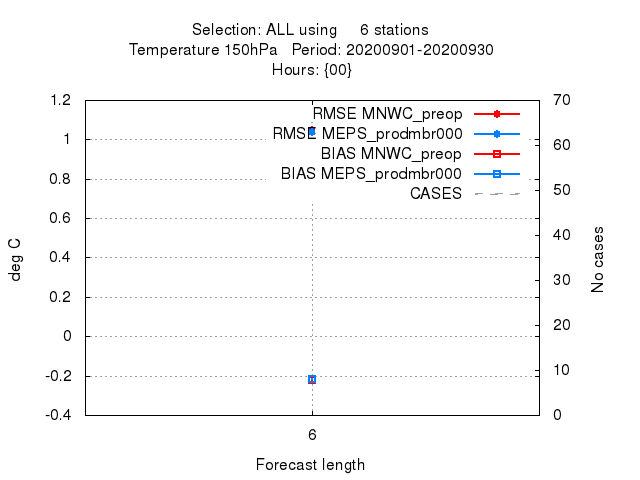 Selection: ALL using 6 stations
Temperature 150hPa Period: 20200901-20200930
Hours: {00}
1.2
1
0.8
0.6
0.4
0.2
0
-0.2
-0.4
deg C
RMSE MNWC_preop
RMSE MEPS_prodmbr000
BIAS MNWC_preop
BIAS MEPS_prodmbr000
CASES
70
60
50
40
30
20
10
0
No cases
6
Forecast length